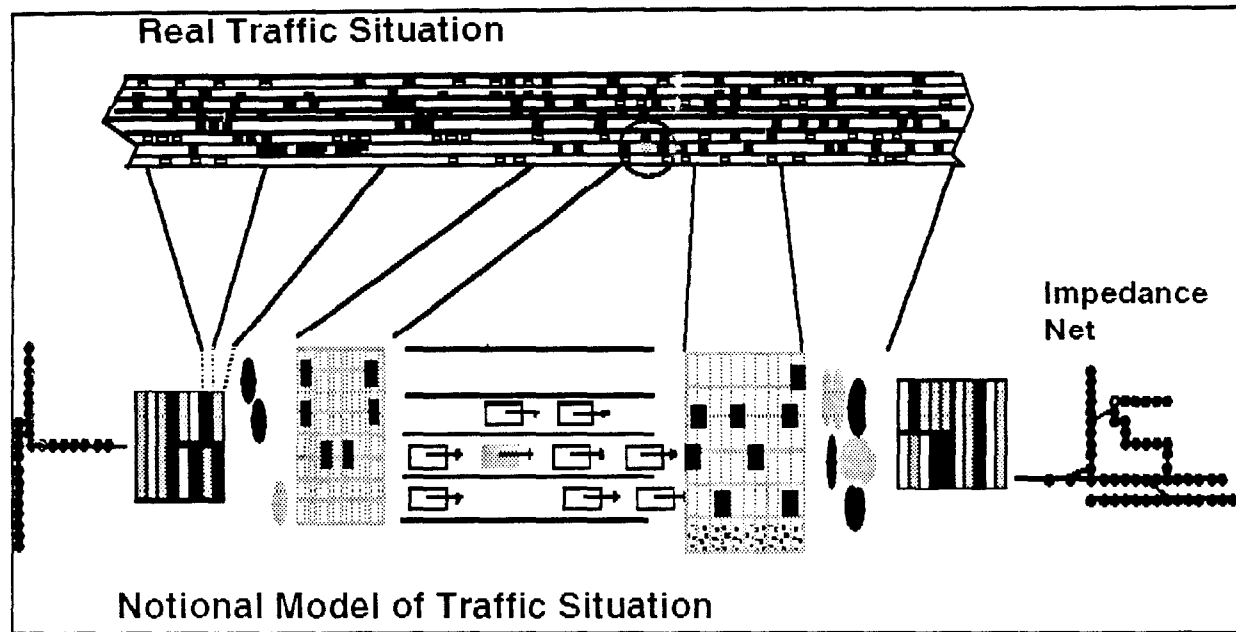 Real Traffic Situation
Impedance
Net
Notional Model of Traffic Situation